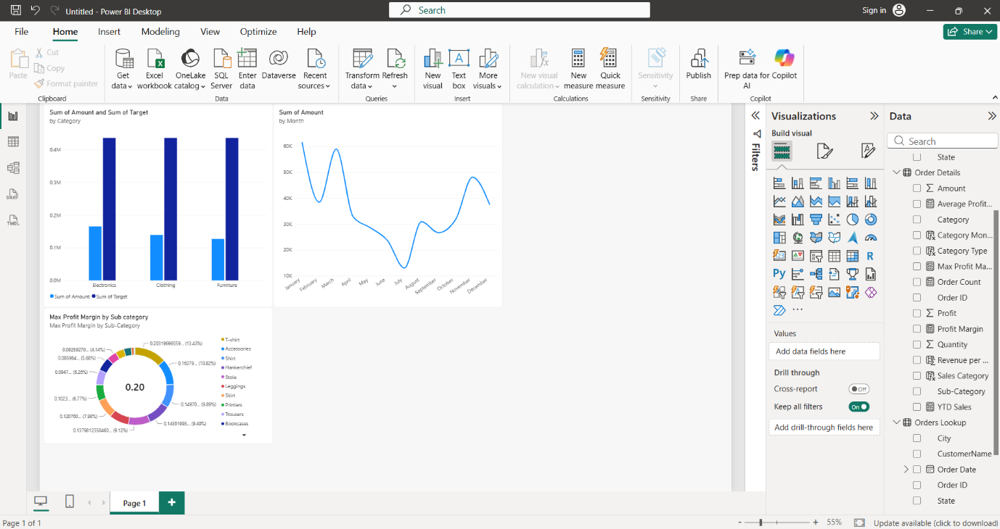 Untitled - Power BI Desktop
Search
Sign in
File
Home
Insert
Modeling
View
Optimize
Help
Share
Paste
Cut
Copy
Format painter
Clipboard
Get data
Excel workbook
OneLake catalog
SQL Server
Enter data
Dataverse
Recent sources
Data
Transform data
Refresh
Queries
New visual
Text box
More visuals
Insert
New visual calculation
New measure
Quick measure
Calculations
Sensitivity
Sensitivity
Publish
Share
Prep data for AI
Copilot
Copilot
Sum of Amount and Sum of Target
by Category
0.4M
0.3M
0.2M
0.1M
0.0M
Electronics
Clothing
Furniture
Sum of Amount
Sum of Target
Sum of Amount
by Month
60K
50K
40K
30K
20K
10K
January
February
March
April
May
June
July
August
September
October
November
December
Max Profit Margin by Sub category
Max Profit Margin by Sub-Category
0.20319696559... (13.43%)
0.16379... (10.82%)
0.14970... (9.89%)
0.14361993... (9.49%)
0.1379812358460... (9.12%)
0.120760... (7.98%)
0.1023... (6.77%)
0.0947... (6.26%)
0.085964... (5.68%)
0.06259270... (4.14%)
0.20
T-shirt
Accessories
Shirt
Hankerchief
Stole
Leggings
Skirt
Printers
Trousers
Bookcases
Filters
Visualizations
Build visual
R
Py
Values
Add data fields here
Drill through
Cross-report
Off
Keep all filters
On
Add drill-through fields here
Data
Search
State
Order Details
Amount
Average Profit...
Category
Category Mon...
Category Type
Max Profit Ma...
Order Count
Order ID
Profit
Profit Margin
Quantity
Revenue per ...
Sales Category
Sub-Category
YTD Sales
Orders Lookup
City
CustomerName
Order Date
Order ID
State
DAX
TMDL
Page 1
Page 1 of 1
55%
Update available (click to download)